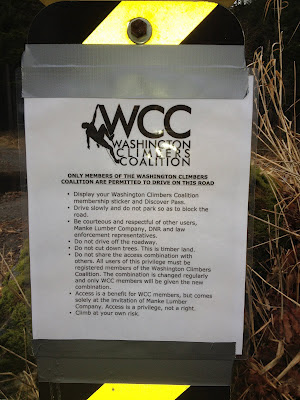 WCC
WASHINGTON
CLIMBERS
COALITION
ONLY MEMBERS OF THE WASHINGTON CLIMBERS
COALITION ARE PERMITTED TO DRIVE ON THIS ROAD
• Display your Washington Climbers Coalition
membership sticker and Discover Pass.
• Drive slowly and do not park so as to block the
road.
• Be courteous and respectful of other users,
Manke Lumber Company, DNR and law
enforcement representatives.
• Do not drive off the roadway.
• Do not cut down trees. This is timber land.
• Do not share the access combination with
others. All users of this privilege must be
registered members of the Washington Climbers
Coalition. The combination is changed regularly
and only WCC members will be given the new
combination.
• Access is a benefit for WCC members, but comes
solely at the invitation of Manke Lumber
Company. Access is a privilege, not a right.
• Climb at your own risk.